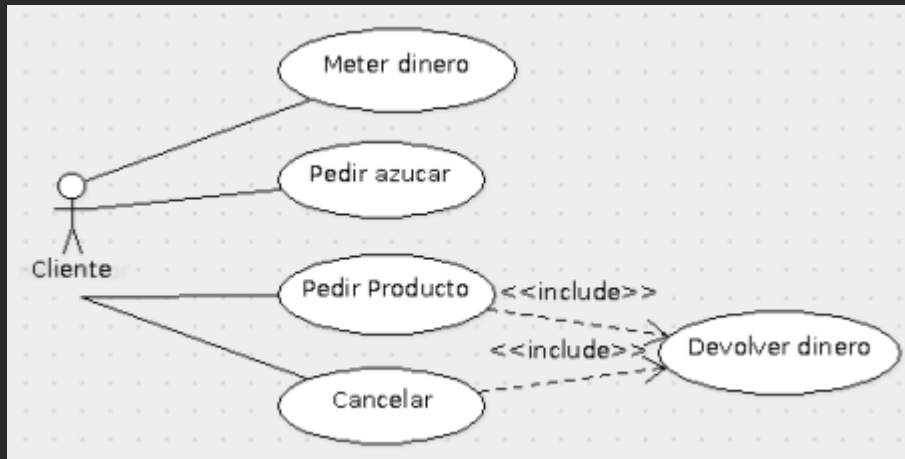 Meter dinero
Pedir azucar
Cliente
Pedir Producto
<<include>>
<<include>>
Devolver dinero
Cancelar